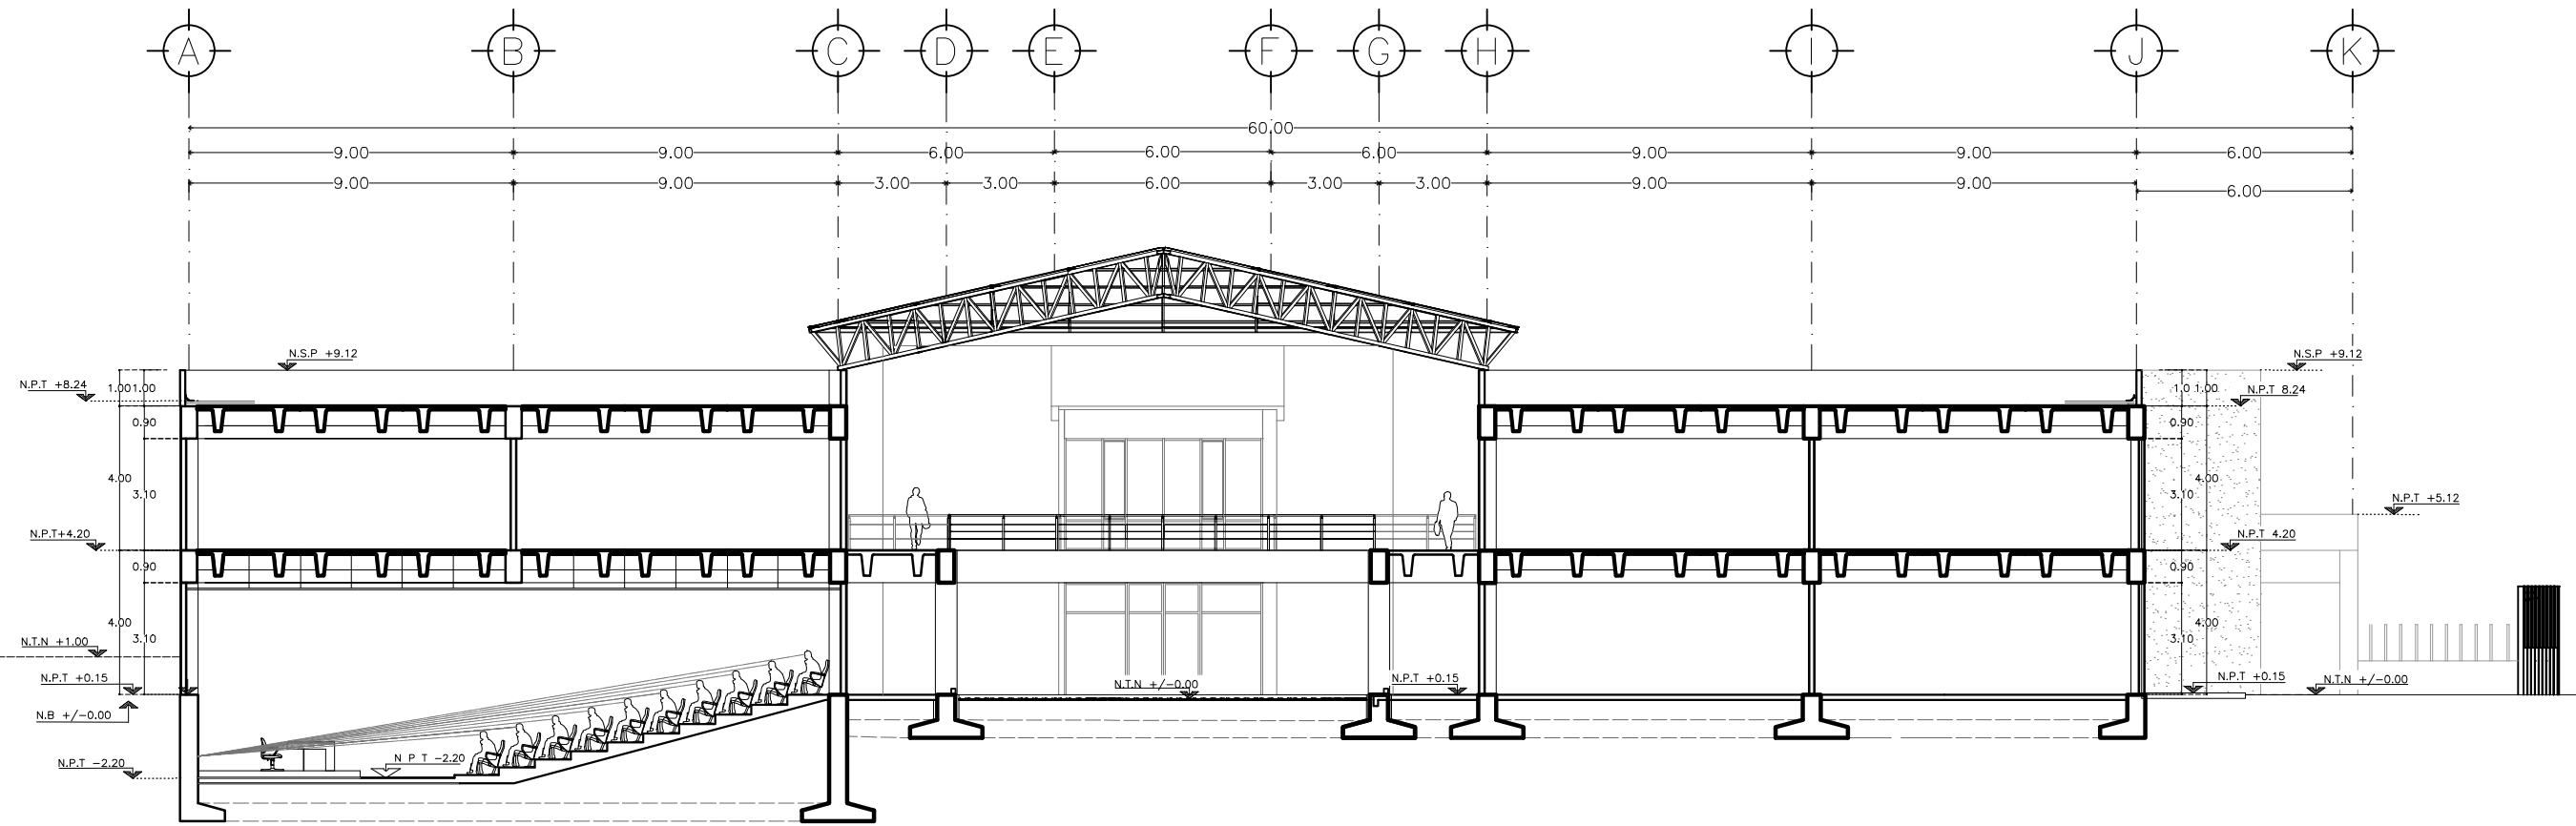 A B C D E F G H I J K
60.00
9.00 9.00 6.00 6.00 6.00 9.00 9.00 6.00
9.00 9.00 3.00 3.00 6.00 3.00 3.00 9.00 9.00
6.00
N.S.P +9.12
N.S.P +9.12
N.P.T +8.24
1.00 1.00
1.0 1.00
N.P.T 8.24
0.90
0.90
4.00
3.10
4.00
3.10
N.P.T +5.12
N.P.T+4.20
N.P.T 4.20
0.90
0.90
4.00
3.10
4.00
3.10
N.T.N +1.00
N.P.T +0.15
N.T.N +/-0.00
N.P.T +0.15
N.P.T +0.15
N.T.N +/-0.00
N.B +/-0.00
N.P.T -2.20
N P T -2.20